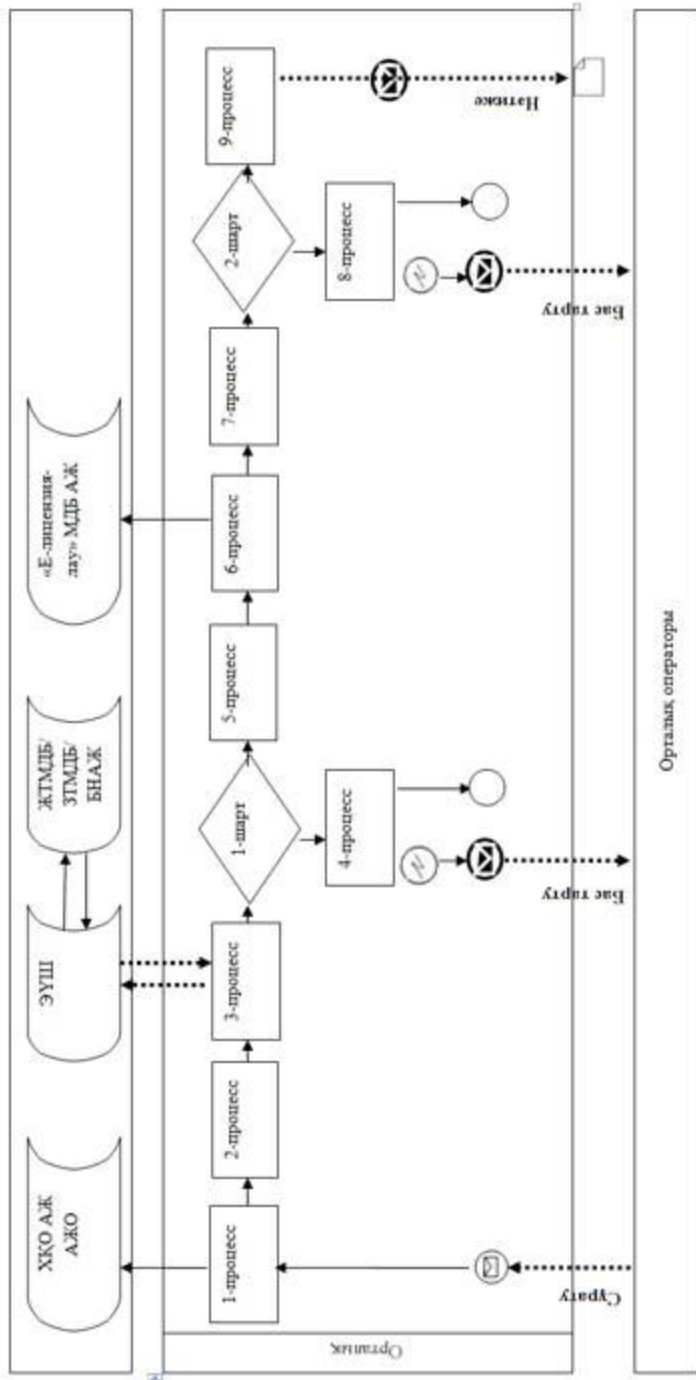 ХҚО АЖ
АЖО
ЭҮШ
ЖТМДБ/
ЗТМДБ/
БНАЖ
«Е-лицензия-
лау» МДБ АЖ
Орталық
1-процесс
2-процесс
3-процесс
1-шарт
4-процесс
5-процесс
6-процесс
7-процесс
2-шарт
8-процесс
9-процесс
Сұрату
Бас тарту
Бас тарту
Нәтиже
Орталық операторы